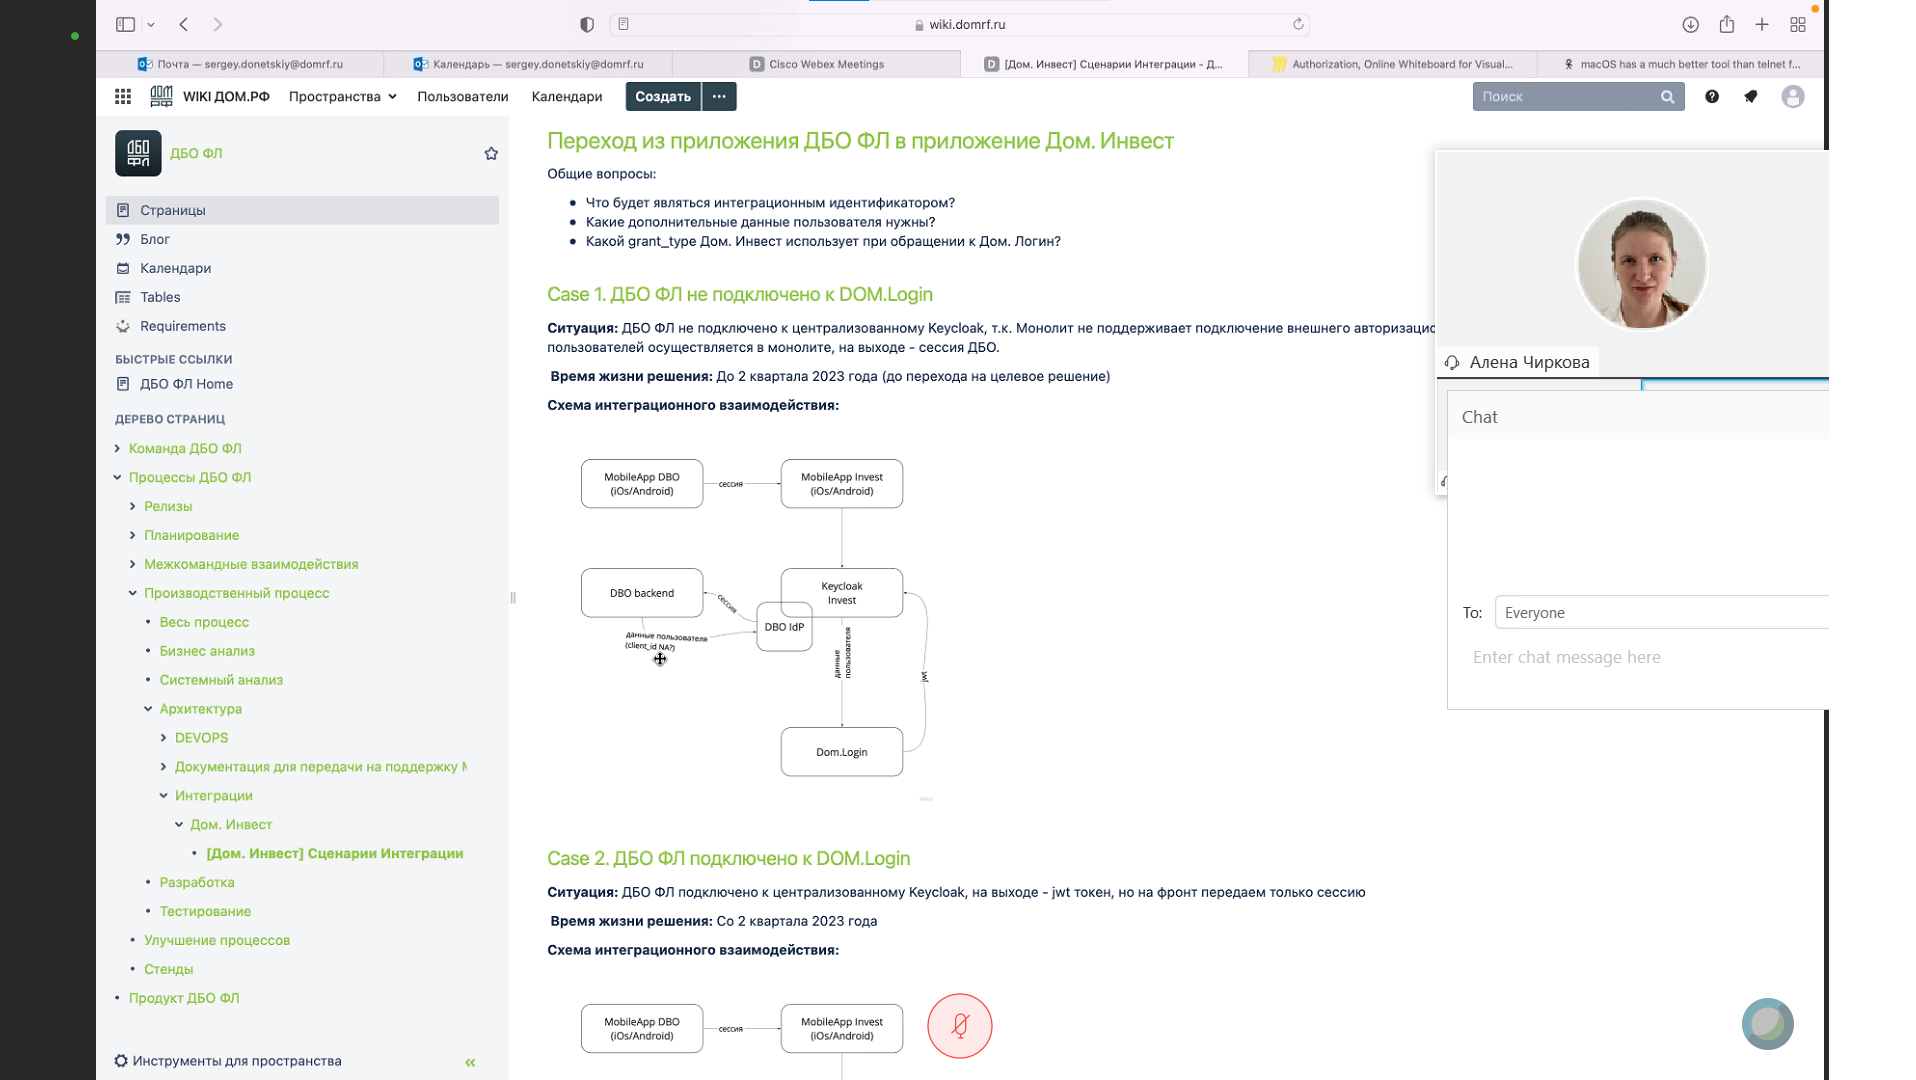 wiki.domrf.ru
Почта — sergey.donetskiy@domrf.ru
Календарь — sergey.donetskiy@domrf.ru
Cisco Webex Meetings
[Дом. Инвест] Сценарии Интеграции - Д...
Authorization, Online Whiteboard for Visual...
macOS has a much better tool than telnet f...
WIKI ДОМ.РФ
Пространства
Пользователи
Календари
Создать
Поиск
ДБО ФЛ
Страницы
Блог
Календари
Tables
Requirements
БЫСТРЫЕ ССЫЛКИ
ДБО ФЛ Home
ДЕРЕВО СТРАНИЦ
Команда ДБО ФЛ
Процессы ДБО ФЛ
Релизы
Планирование
Межкомандные взаимодействия
Производственный процесс
Весь процесс
Бизнес анализ
Системный анализ
Архитектура
DEVOPS
Документация для передачи на поддержку
Интеграции
Дом. Инвест
[Дом. Инвест] Сценарии Интеграции
Разработка
Тестирование
Улучшение процессов
Стенды
Продукт ДБО ФЛ
Инструменты для пространства
Переход из приложения ДБО ФЛ в приложение Дом. Инвест
Общие вопросы:
Что будет являться интеграционным идентификатором?
Какие дополнительные данные пользователя нужны?
Какой grant_type Дом. Инвест использует при обращении к Дом. Логин?
Case 1. ДБО ФЛ не подключено к DOM.Login
Ситуация: ДБО ФЛ не подключено к централизованному Keycloak, т.к. Монолит не поддерживает подключение внешнего авторизацио
пользователей осуществляется в монолите, на выходе - сессия ДБО.
Время жизни решения: До 2 квартала 2023 года (до перехода на целевое решение)
Схема интеграционного взаимодействия:
MobileApp DBO
(iOs/Android)
сессия
MobileApp Invest
(iOs/Android)
DBO backend
сессия
Keycloak
Invest
DBO IdP
данные пользователя
(client_id NA?)
данные
пользователя
jwt
Dom.Login
miro
Case 2. ДБО ФЛ подключено к DOM.Login
Ситуация: ДБО ФЛ подключено к централизованному Keycloak, на выходе - jwt токен, но на фронт передаем только сессию
Время жизни решения: Со 2 квартала 2023 года
Схема интеграционного взаимодействия:
MobileApp DBO
(iOs/Android)
сессия
MobileApp Invest
(iOs/Android)
Алена Чиркова
Chat
To:
Everyone
Enter chat message here